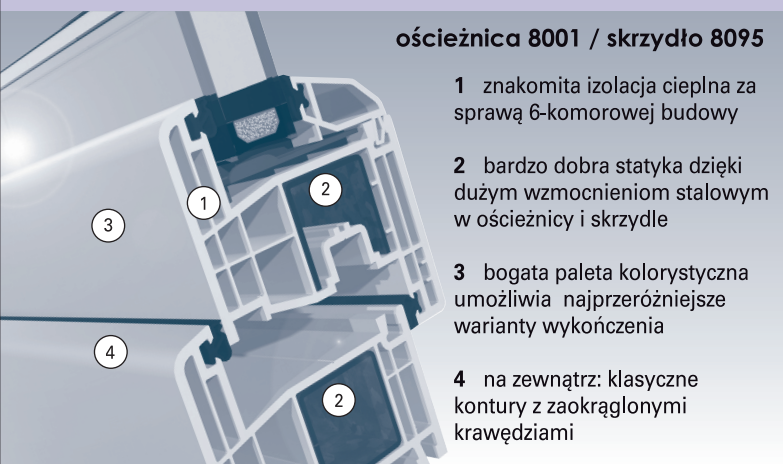 ościeżnica 8001 / skrzydło 8095
1 znakomita izolacja cieplna za
sprawą 6-komorowej budowy
2 bardzo dobra statyka dzięki
dużym wzmocnieniom stalowym
w ościeżnicy i skrzydle
3 bogata paleta kolorystyczna
umożliwia najprzeróżniejsze
warianty wykończenia
4 na zewnątrz: klasyczne
kontury z zaokrąglonymi
krawędziami
2
1
3
4
2